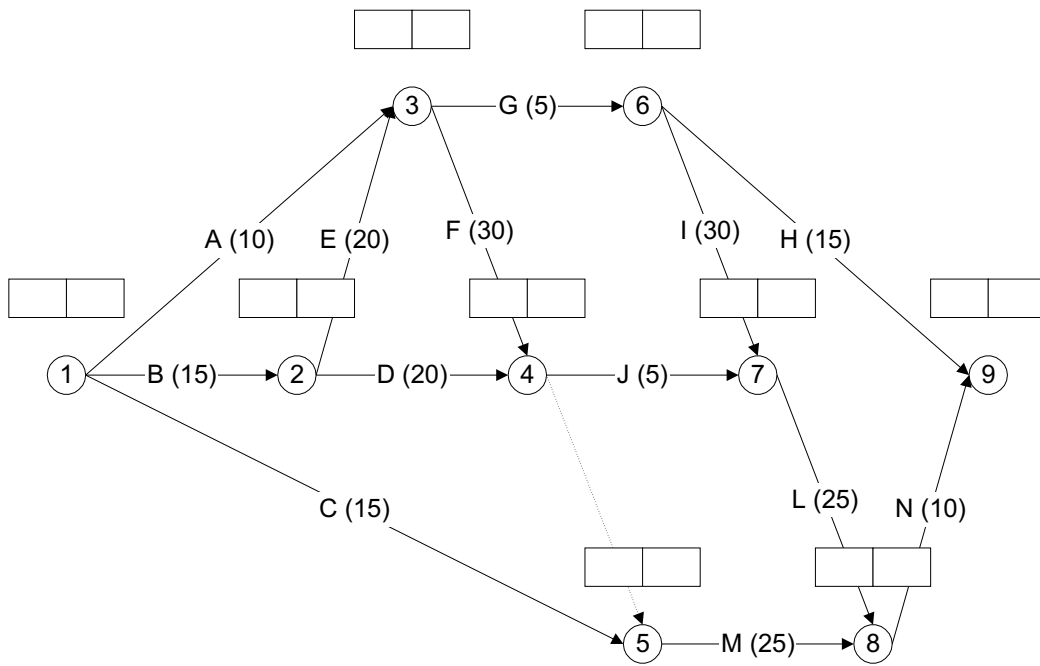 3
G (5)
6
A (10)
E (20)
F (30)
I (30)
H (15)
1
B (15)
2
D (20)
4
J (5)
7
9
C (15)
L (25)
N (10)
5
M (25)
8